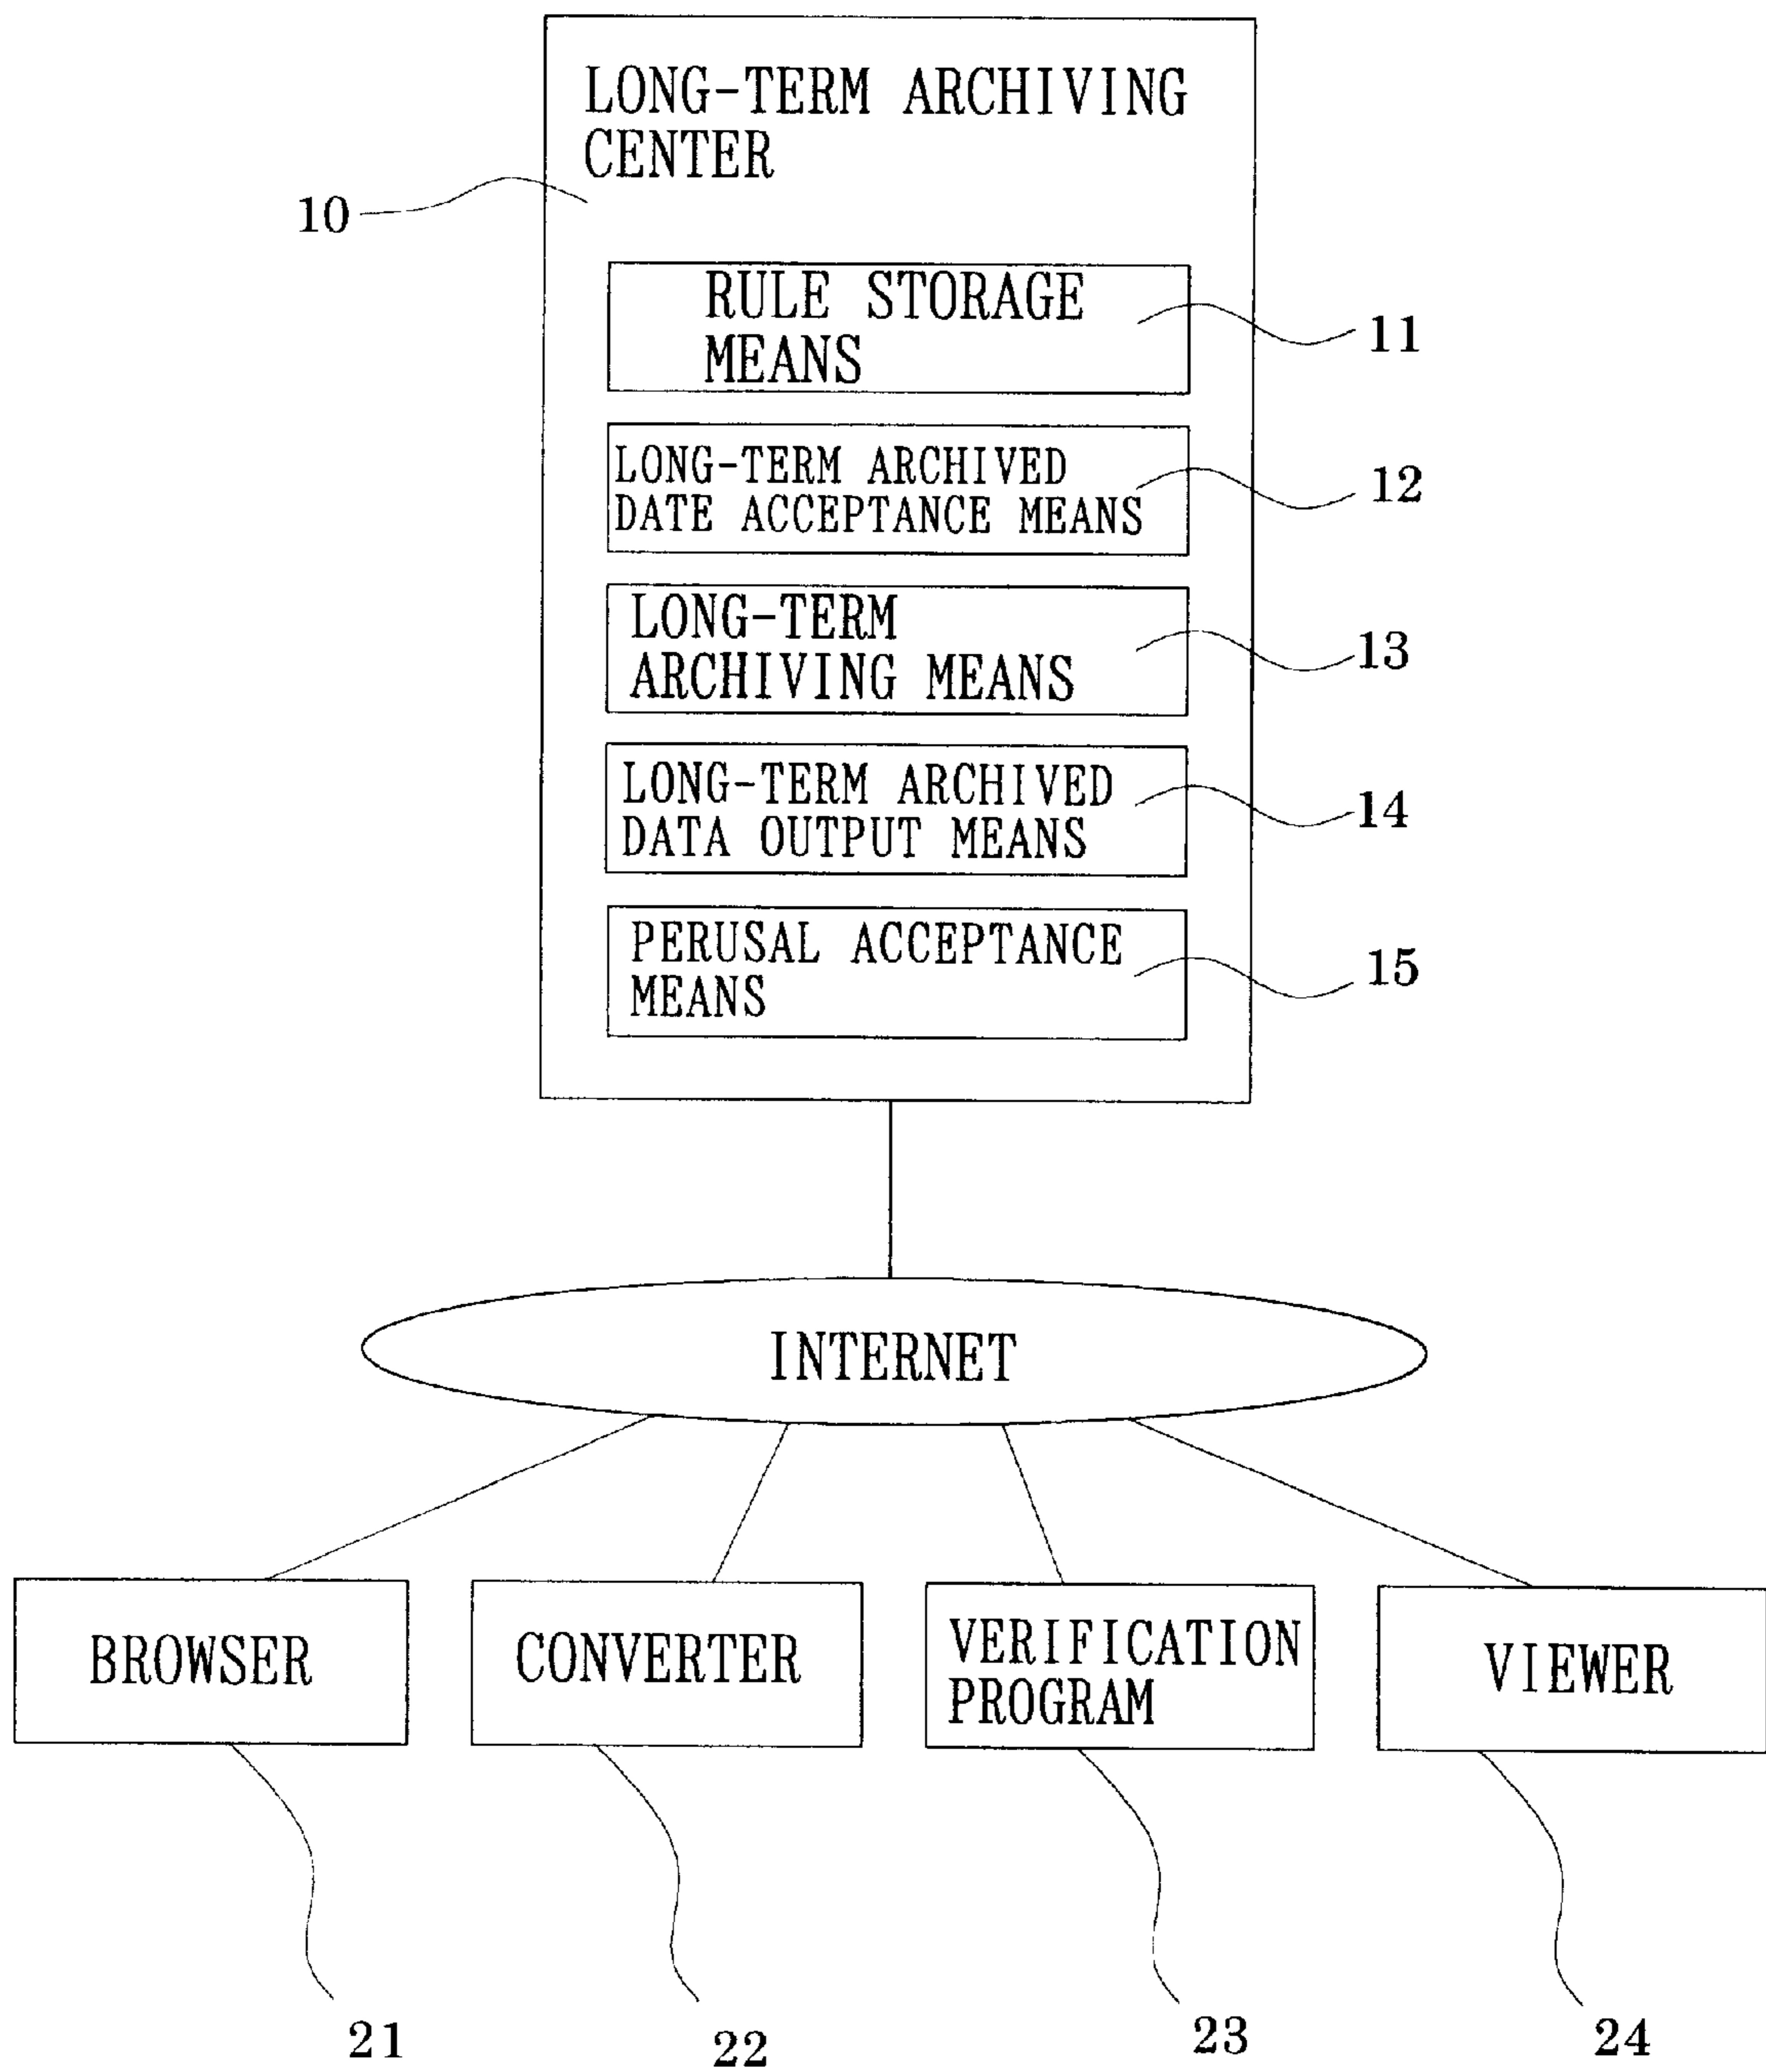 LONG-TERM ARCHIVING
CENTER
10
RULE STORAGE
MEANS
11
LONG-TERM ARCHIVED
DATE ACCEPTANCE MEANS
12
LONG-TERM
ARCHIVING MEANS
13
LONG-TERM ARCHIVED
DATA OUTPUT MEANS
14
PERUSAL ACCEPTANCE
MEANS
15
INTERNET
BROWSER
CONVERTER
VERIFICATION
PROGRAM
VIEWER
21
22
23
24